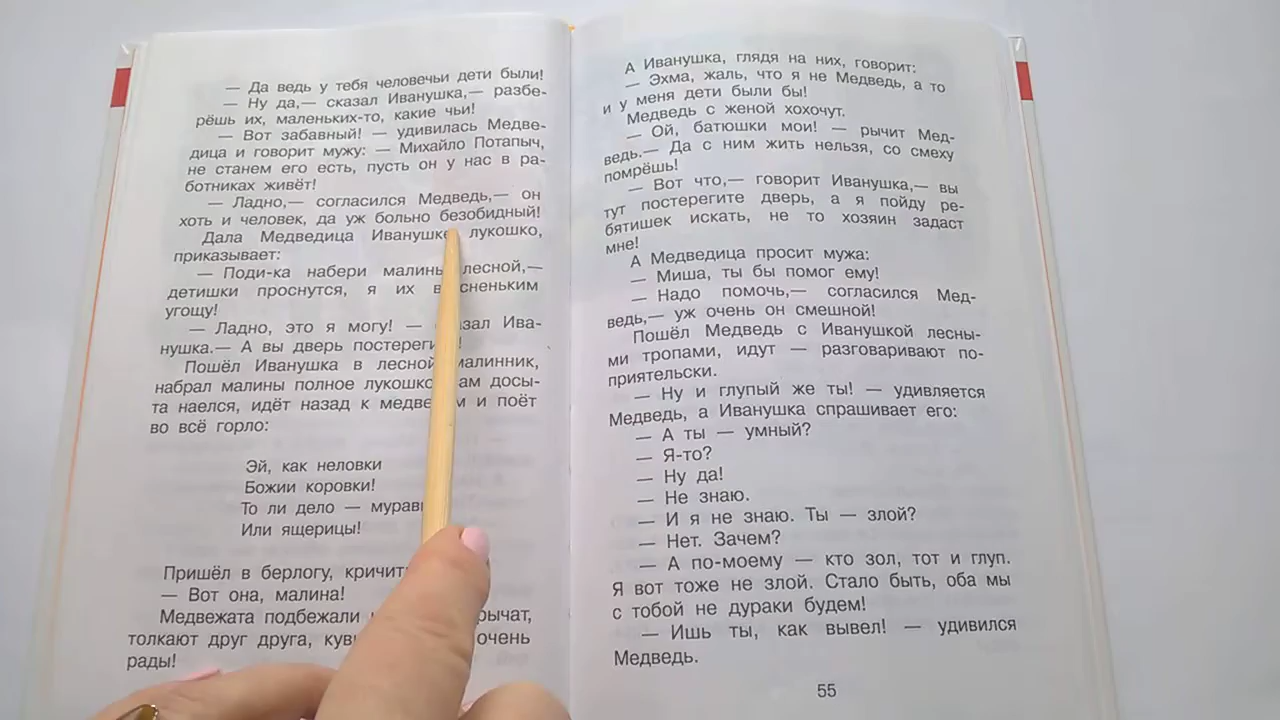 — Да ведь у тебя человечьи дети были!
— Ну да,— сказал Иванушка,— разбе-
рёшь их, маленьких-то, какие чьи!
— Вот забавный! — удивилась Медве-
дица и говорит мужу: — Михайло Потапыч,
не станем его есть, пусть он у нас в ра-
ботниках живёт!
— Ладно,— согласился Медведь,— он
хоть и человек, да уж больно безобидный!
Дала Медведица Иванушке лукошко,
приказывает:
— Поди-ка набери малины лесной,—
детишки проснутся, я их сненьким
угощу!
— Ладно, это я могу! — Ива-
нушка.— А вы дверь
Пошёл Иванушка в лесной малинник,
набрал малины полное лукошко, досы-
та наелся, идёт назад к и поёт
во всё горло:
Эй, как неловки
Божии коровки!
То ли дело —
Или ящерицы!
Пришёл в берлогу,
— Вот она, малина!
Медвежата подбежали
толкают друг друга, очень
рады!
А Иванушка, глядя на них, говорит:
— Эхма, жаль, что я не Медведь, а то
и у меня дети были бы!
Медведь с женой хохочут.
— Ой, батюшки мои! — рычит Мед-
ведь.— Да с ним жить нельзя, со смеху
помрёшь!
— Вот что,— говорит Иванушка,— вы
тут постерегите дверь, а я пойду ре-
бятишек искать, не то хозяин задаст
мне!
А Медведица просит мужа:
— Миша, ты бы помог ему!
— Надо помочь,— согласился Мед-
ведь,— уж очень он смешной!
Пошёл Медведь с Иванушкой лесны-
ми тропами, идут — разговаривают по-
приятельски.
— Ну и глупый же ты! — удивляется
Медведь, а Иванушка спрашивает его:
— А ты — умный?
— Я-то?
— Ну да!
— Не знаю.
— И я не знаю. Ты — злой?
— Нет. Зачем?
— А по-моему — кто зол, тот и глуп.
Я вот тоже не злой. Стало быть, оба мы
с тобой не дураки будем!
— Ишь ты, как вывел! — удивился
Медведь.
55